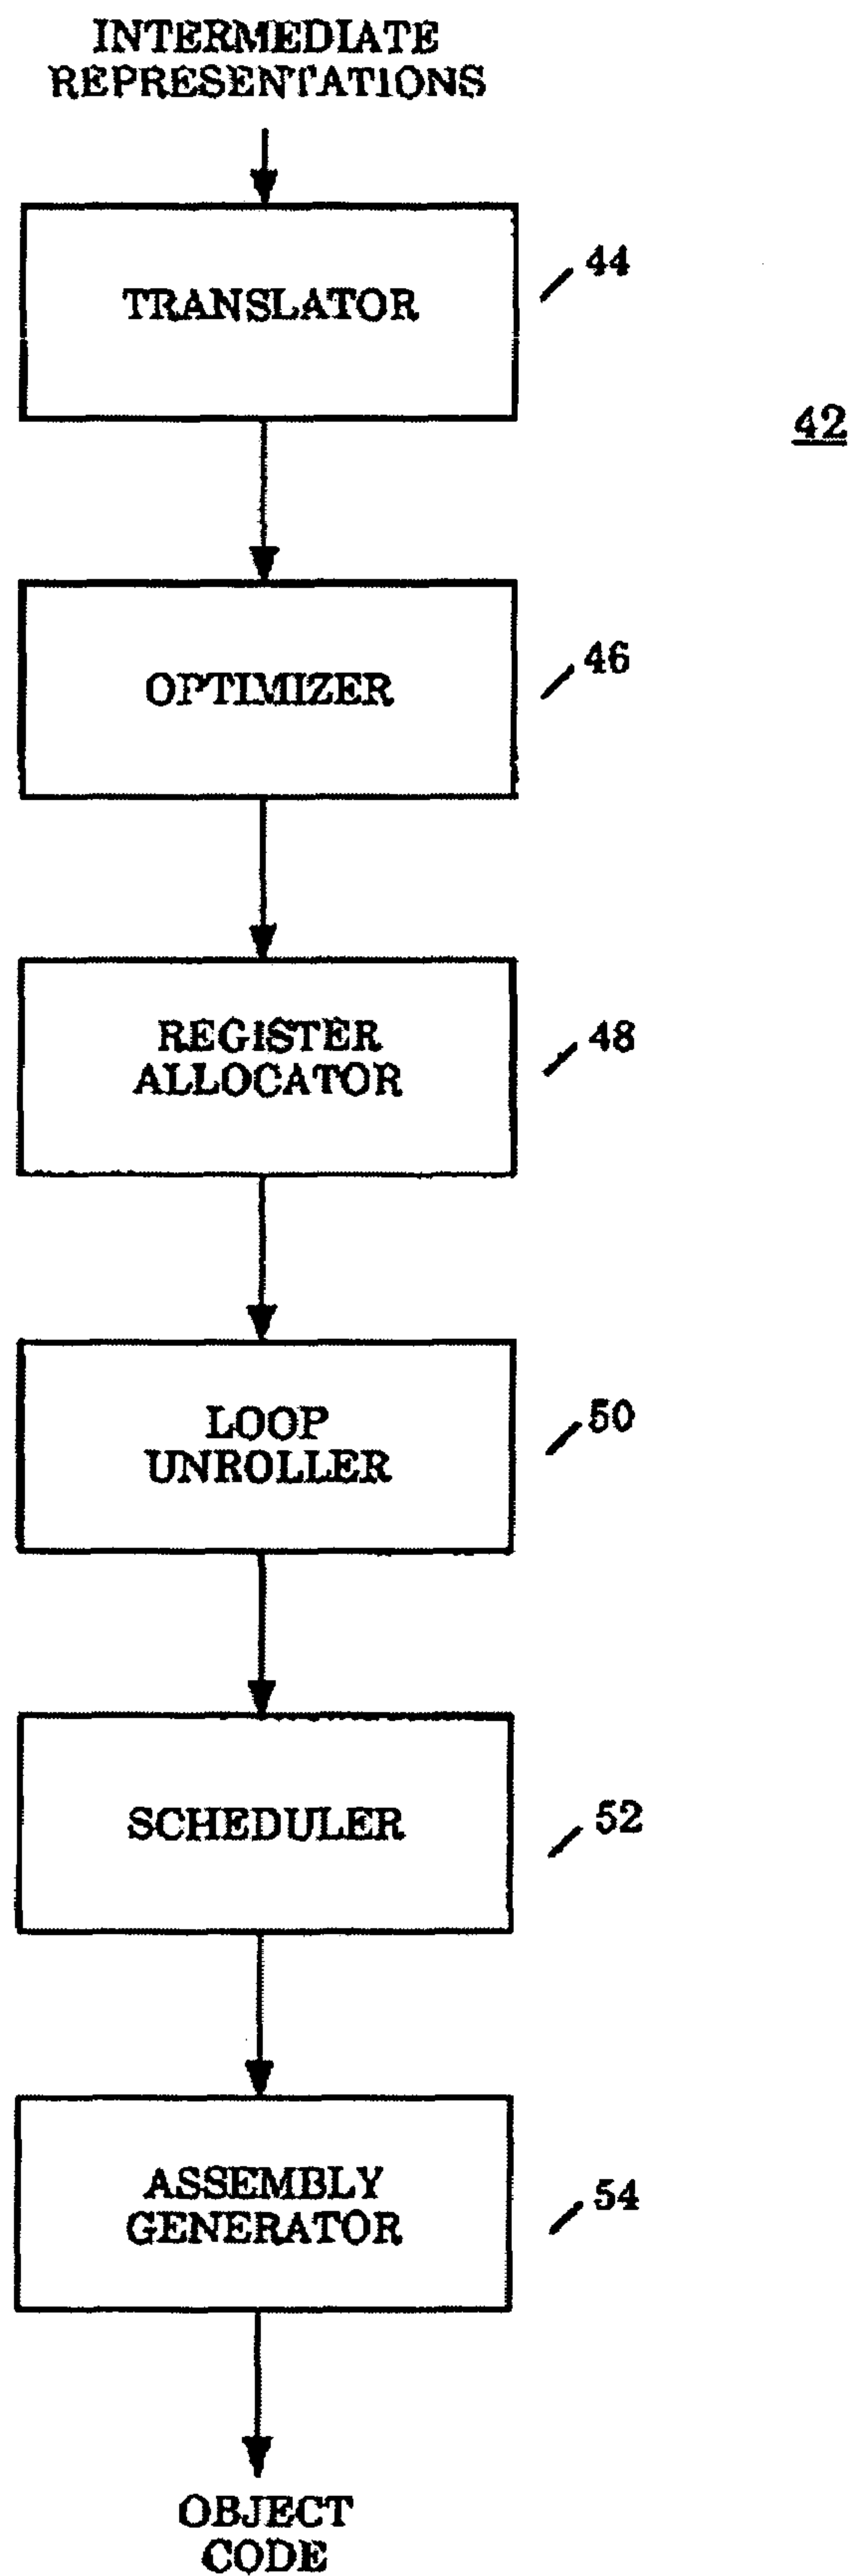 INTERMEDIATE
REPRESENTATIONS
TRANSLATOR
44
42
OPTIMIZER
46
REGISTER
ALLOCATOR
48
LOOP
UNROLLER
50
SCHEDULER
52
ASSEMBLY
GENERATOR
54
OBJECT
CODE